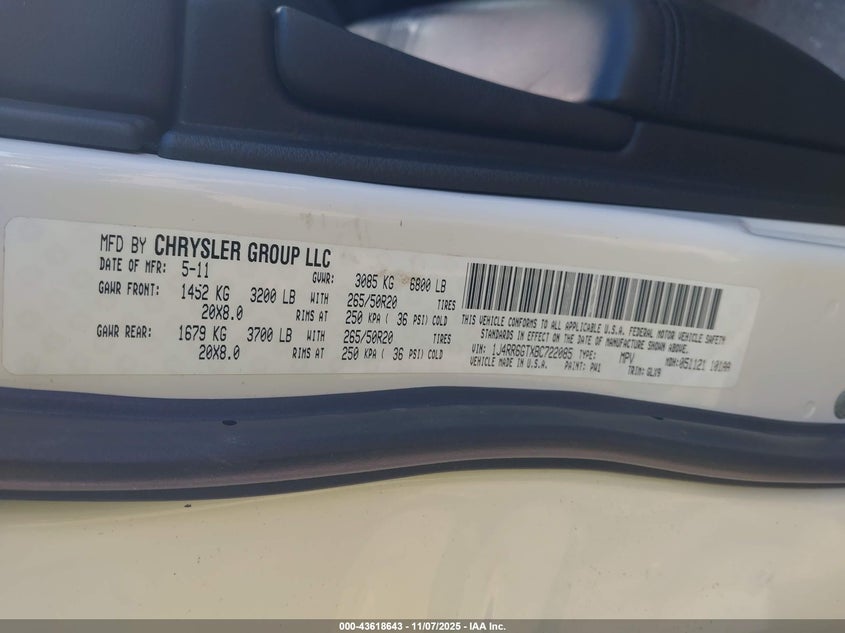 MFD BY CHRYSLER GROUP LLC
DATE OF MFR: 5-11 GVWR: 3085 KG 6800 LB
GAWR FRONT: 1452 KG 3200 LB WITH 265/50R20 TIRES
20X8.0 RIMS AT 250 KPA ( 36 PSI) COLD
GAWR REAR: 1679 KG 3700 LB WITH 265/50R20 TIRES
20X8.0 RIMS AT 250 KPA ( 36 PSI) COLD
THIS VEHICLE CONFORMS TO ALL APPLICABLE U.S.A. FEDERAL MOTOR VEHICLE SAFETY
STANDARDS IN EFFECT ON THE DATE OF MANUFACTURE SHOWN ABOVE.
VIN: 1J4RR6GTXBC722085 TYPE: MPV MDH: 051121 101AA
VEHICLE MADE IN U.S.A. PAINT: PW1 TRIM: GLX9
000-43618643 - 11/07/2025 - IAA Inc.